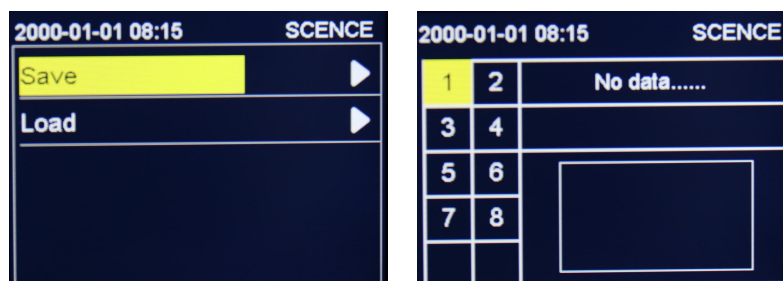 2000-01-01 08:15 SCENCE
Save
Load
2000-01-01 08:15 SCENCE
1 2 No data......
3 4
5 6
7 8